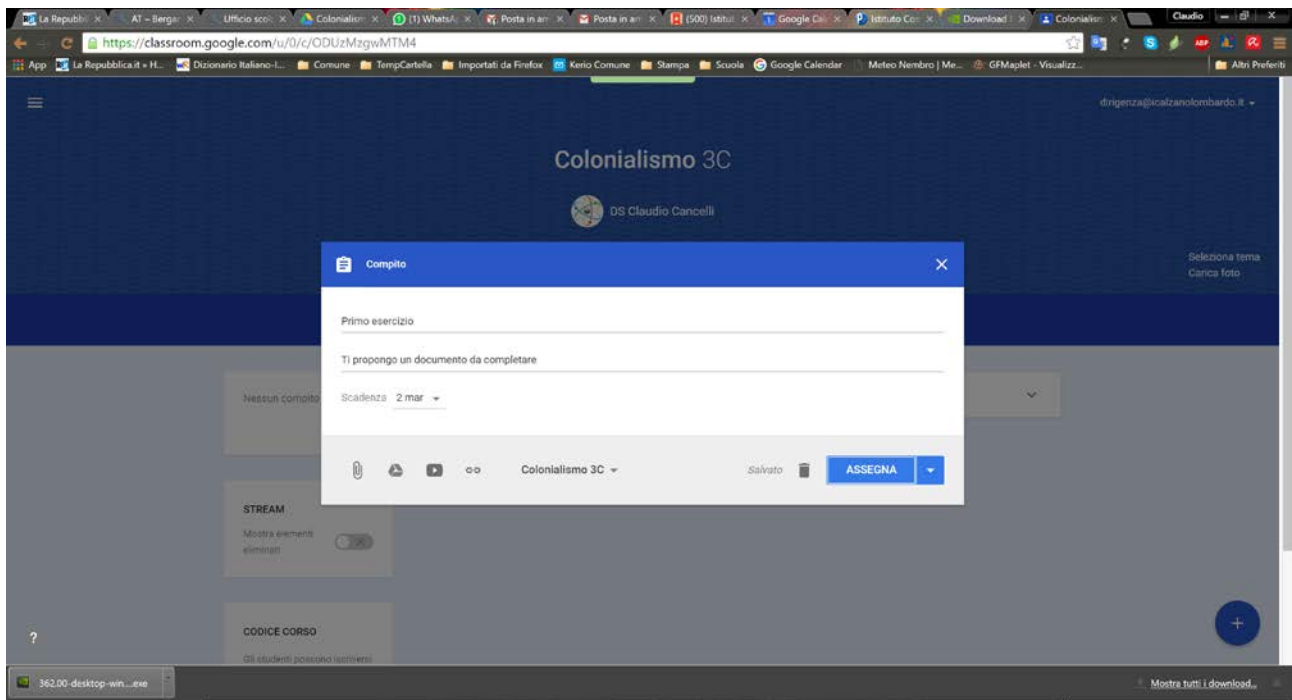 La Repubbl
AT – Bergar
Ufficio scol
Colonialism
(1) WhatsA
Posta in arr
Posta in arr
(500) Istitut
Google Cal
Istituto Con
Download
Colonialism
Claudio
https://classroom.google.com/u/0/c/ODUzMzgwMTM4
ABP
App
La Repubblica.it » H...
Dizionario Italiano-I...
Comune
TempCartella
Importati da Firefox
Kerio Comune
Stampa
Scuola
Google Calendar
Meteo Nembro | Me...
GFMaplet - Visualizz...
Altri Preferiti
dirigenza@icalzanolombardo.it
Colonialismo 3C
DS Claudio Cancelli
Seleziona tema
Carica foto
Compito
Primo esercizio
Ti propongo un documento da completare
Scadenza 2 mar
Nessun compito
Colonialismo 3C
Salvato
ASSEGNA
STREAM
Mostra elementi
eliminati
CODICE CORSO
Gli studenti possono iscriversi
?
362.00-desktop-win....exe
Mostra tutti i download...